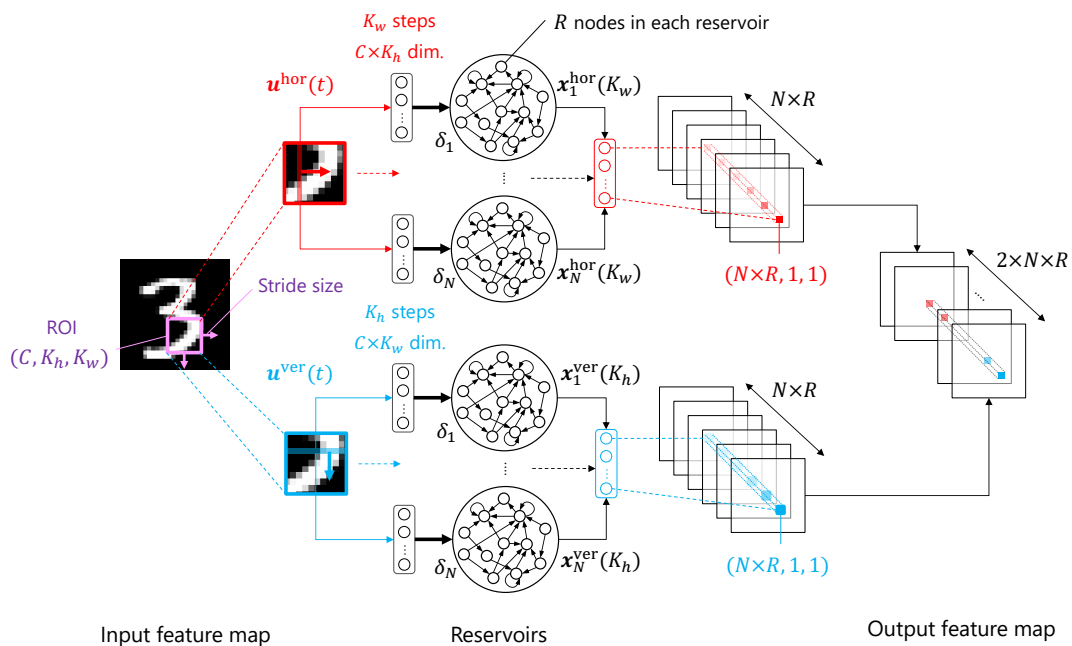 K_w steps
C×K_h dim.
R nodes in each reservoir
u^hor(t)
x_1^hor(K_w)
δ_1
N×R
x_N^hor(K_w)
δ_N
(N×R, 1, 1)
2×N×R
Stride size
ROI
(C, K_h, K_w)
K_h steps
C×K_w dim.
u^ver(t)
x_1^ver(K_h)
δ_1
N×R
x_N^ver(K_h)
δ_N
(N×R, 1, 1)
Input feature map
Reservoirs
Output feature map